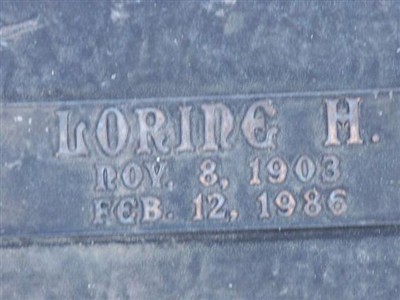 LORINE H.
NOV. 8, 1903
FEB. 12, 1986